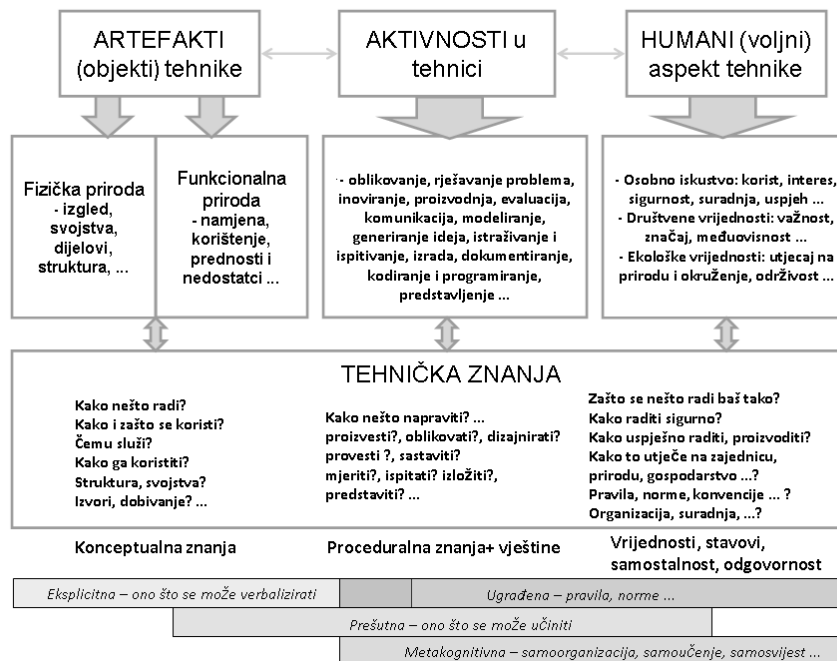 ARTEFAKTI
(objekti) tehnike
AKTIVNOSTI u
tehnici
HUMANI (voljni)
aspekt tehnike
Fizička priroda
- izgled,
svojstva,
dijelovi,
struktura, ...
Funkcionalna
priroda
- namjena,
korištenje,
prednosti i
nedostatci ...
- oblikovanje, rješavanje problema,
inoviranje, proizvodnja, evaluacija,
komunikacija, modeliranje,
generiranje ideja, istraživanje i
ispitivanje, izrada, dokumentiranje,
kodiranje i programiranje,
predstavljenje ...
- Osobno iskustvo: korist, interes,
sigurnost, suradnja, uspjeh ...
- Društvene vrijednosti: važnost,
značaj, međuovisnost ...
- Ekološke vrijednosti: utjecaj na
prirodu i okruženje, održivost ...
TEHNIČKA ZNANJA
Kako nešto radi?
Kako i zašto se koristi?
Čemu služi?
Kako ga koristiti?
Struktura, svojstva?
Izvori, dobivanje? ...
Kako nešto napraviti? ...
proizvesti?, oblikovati?, dizajnirati?
provesti ?, sastaviti?
mjeriti?, ispitati? izložiti?,
predstaviti? ...
Zašto se nešto radi baš tako?
Kako raditi sigurno?
Kako uspješno raditi, proizvoditi?
Kako to utječe na zajednicu,
prirodu, gospodarstvo ...?
Pravila, norme, konvencije ... ?
Organizacija, suradnja, ...?
Konceptualna znanja
Proceduralna znanja+ vještine
Vrijednosti, stavovi,
samostalnost, odgovornost
Eksplicitna – ono što se može verbalizirati
Ugrađena – pravila, norme ...
Prešutna – ono što se može učiniti
Metakognitivna – samoorganizacija, samoučenje, samosvijest ...